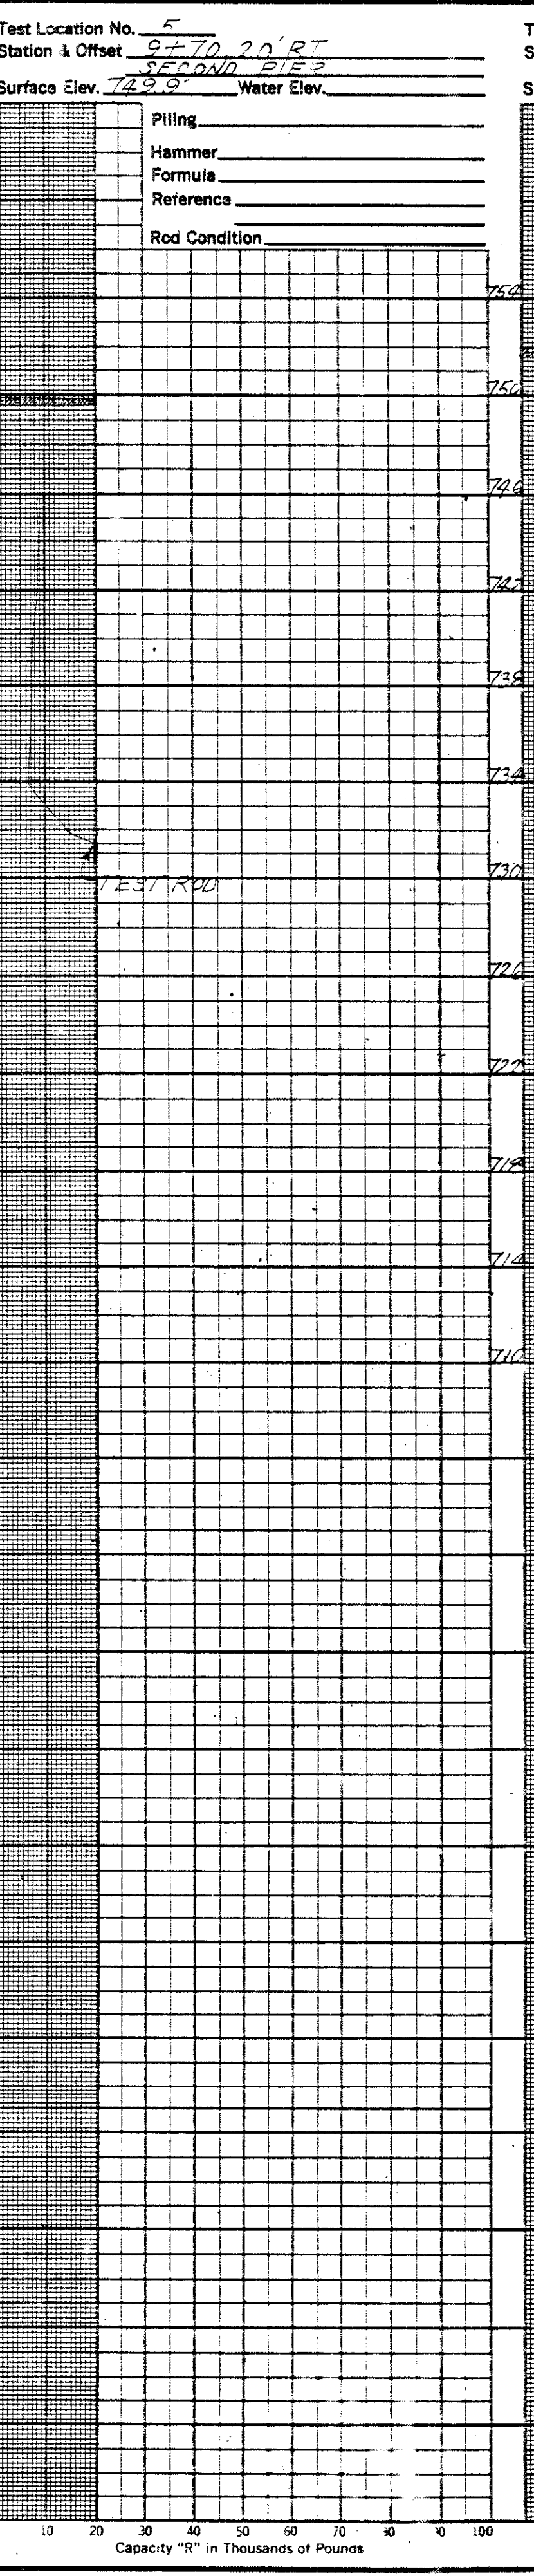 Test Location No. 5
Station & Offset 9+70 20' RT
SECOND PIER
Surface Elev. 749.9' Water Elev.
Piling
Hammer
Formula
Reference
Rod Condition
754
750
746
742
738
734
730
TEST ROD
726
722
718
714
710
10 20 30 40 50 60 70 100
Capacity "R" in Thousands of Pounds
T
S
S